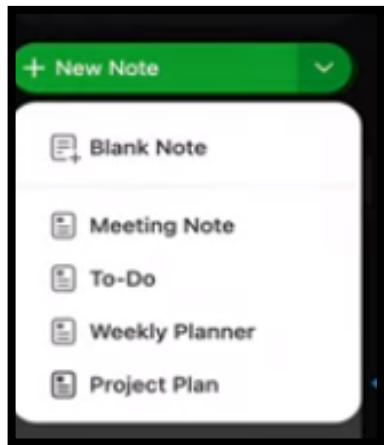 + New Note
Blank Note
Meeting Note
To-Do
Weekly Planner
Project Plan